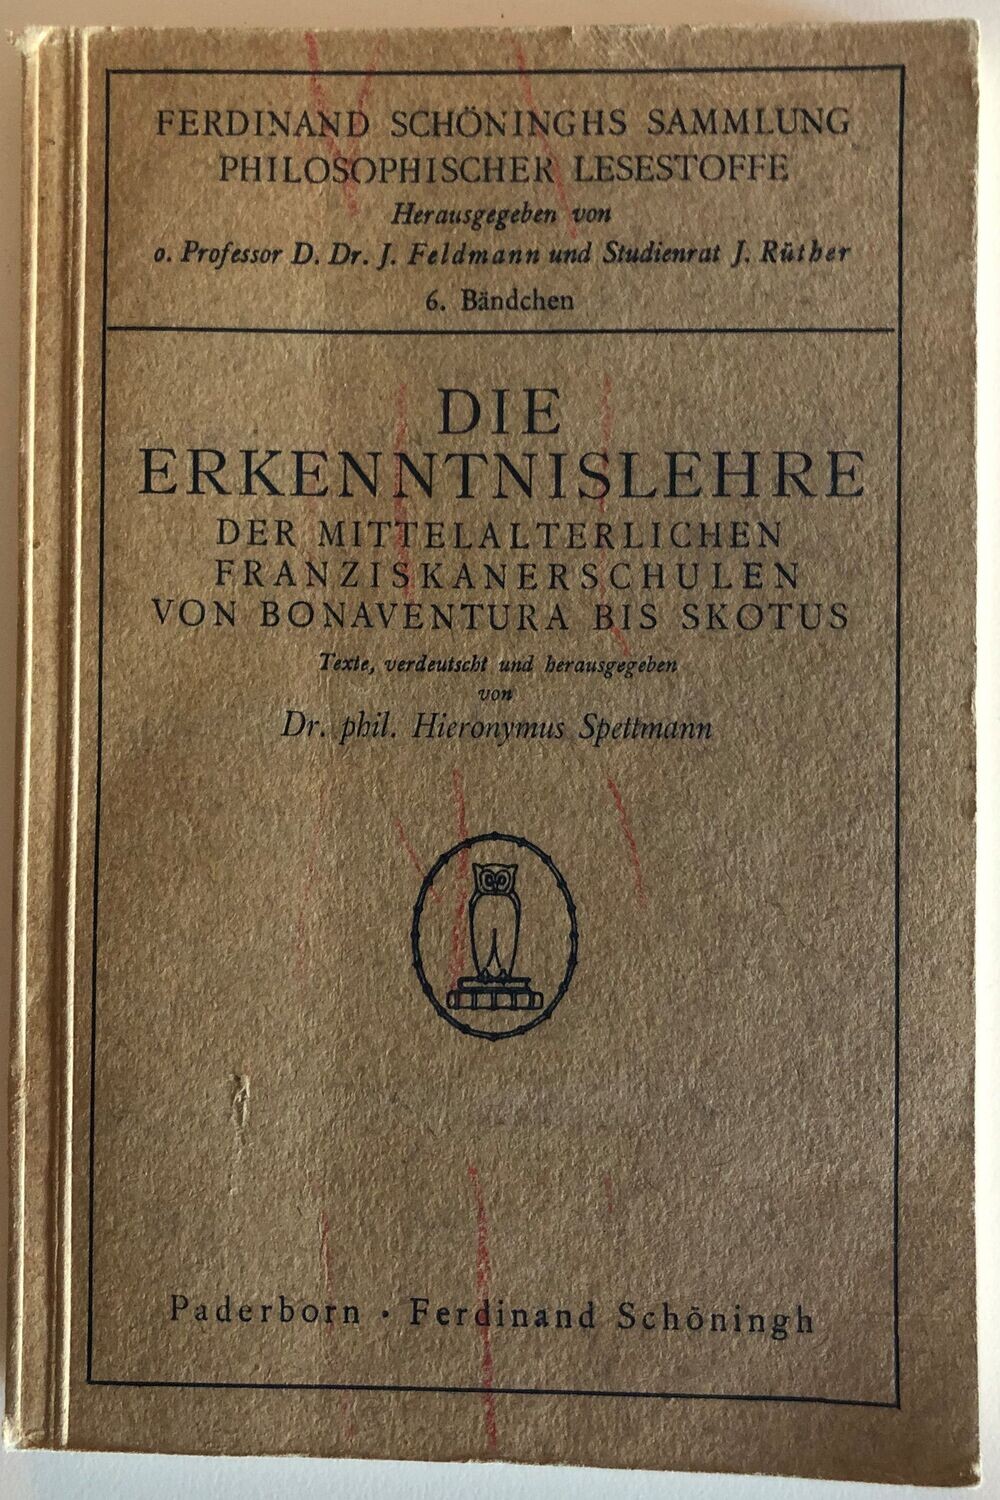 FERDINAND SCHÖNINGHS SAMMLUNG
PHILOSOPHISCHER LESESTOFFE
Herausgegeben von
o. Professor D. Dr. J. Feldmann und Studienrat J. Rüther
6. Bändchen
DIE
ERKENNTNISLEHRE
DER MITTELALTERLICHEN
FRANZISKANERSCHULEN
VON BONAVENTURA BIS SKOTUS
Texte, verdeutscht und herausgegeben
von
Dr. phil. Hieronymus Spettmann
Paderborn · Ferdinand Schöningh